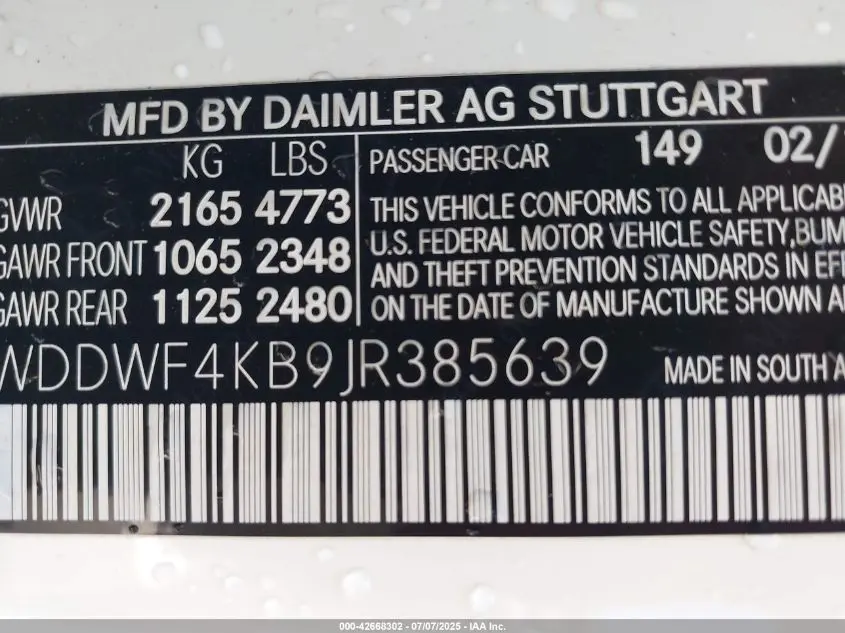 MFD BY DAIMLER AG STUTTGART
KG LBS
GVWR 2165 4773
GAWR FRONT 1065 2348
GAWR REAR 1125 2480
PASSENGER CAR 149 02/
THIS VEHICLE CONFORMS TO ALL APPLICAB
U.S. FEDERAL MOTOR VEHICLE SAFETY, BUM
AND THEFT PREVENTION STANDARDS IN EFF
ON THE DATE OF MANUFACTURE SHOWN A
WDDWF4KB9JR385639 MADE IN SOUTH A
000-42668302 - 07/07/2025 - IAA Inc.